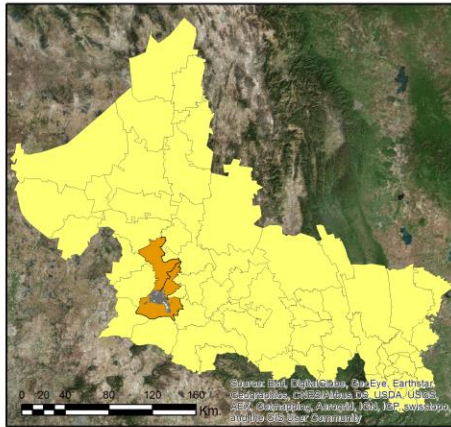 0 20 40 80 120 160
Km
Source: Esri, DigitalGlobe, GeoEye, Earthstar
Geographics, CNES/Airbus DS, USDA, USGS,
AEX, Getmapping, Aerogrid, IGN, IGP, swisstopo,
and the GIS User Community